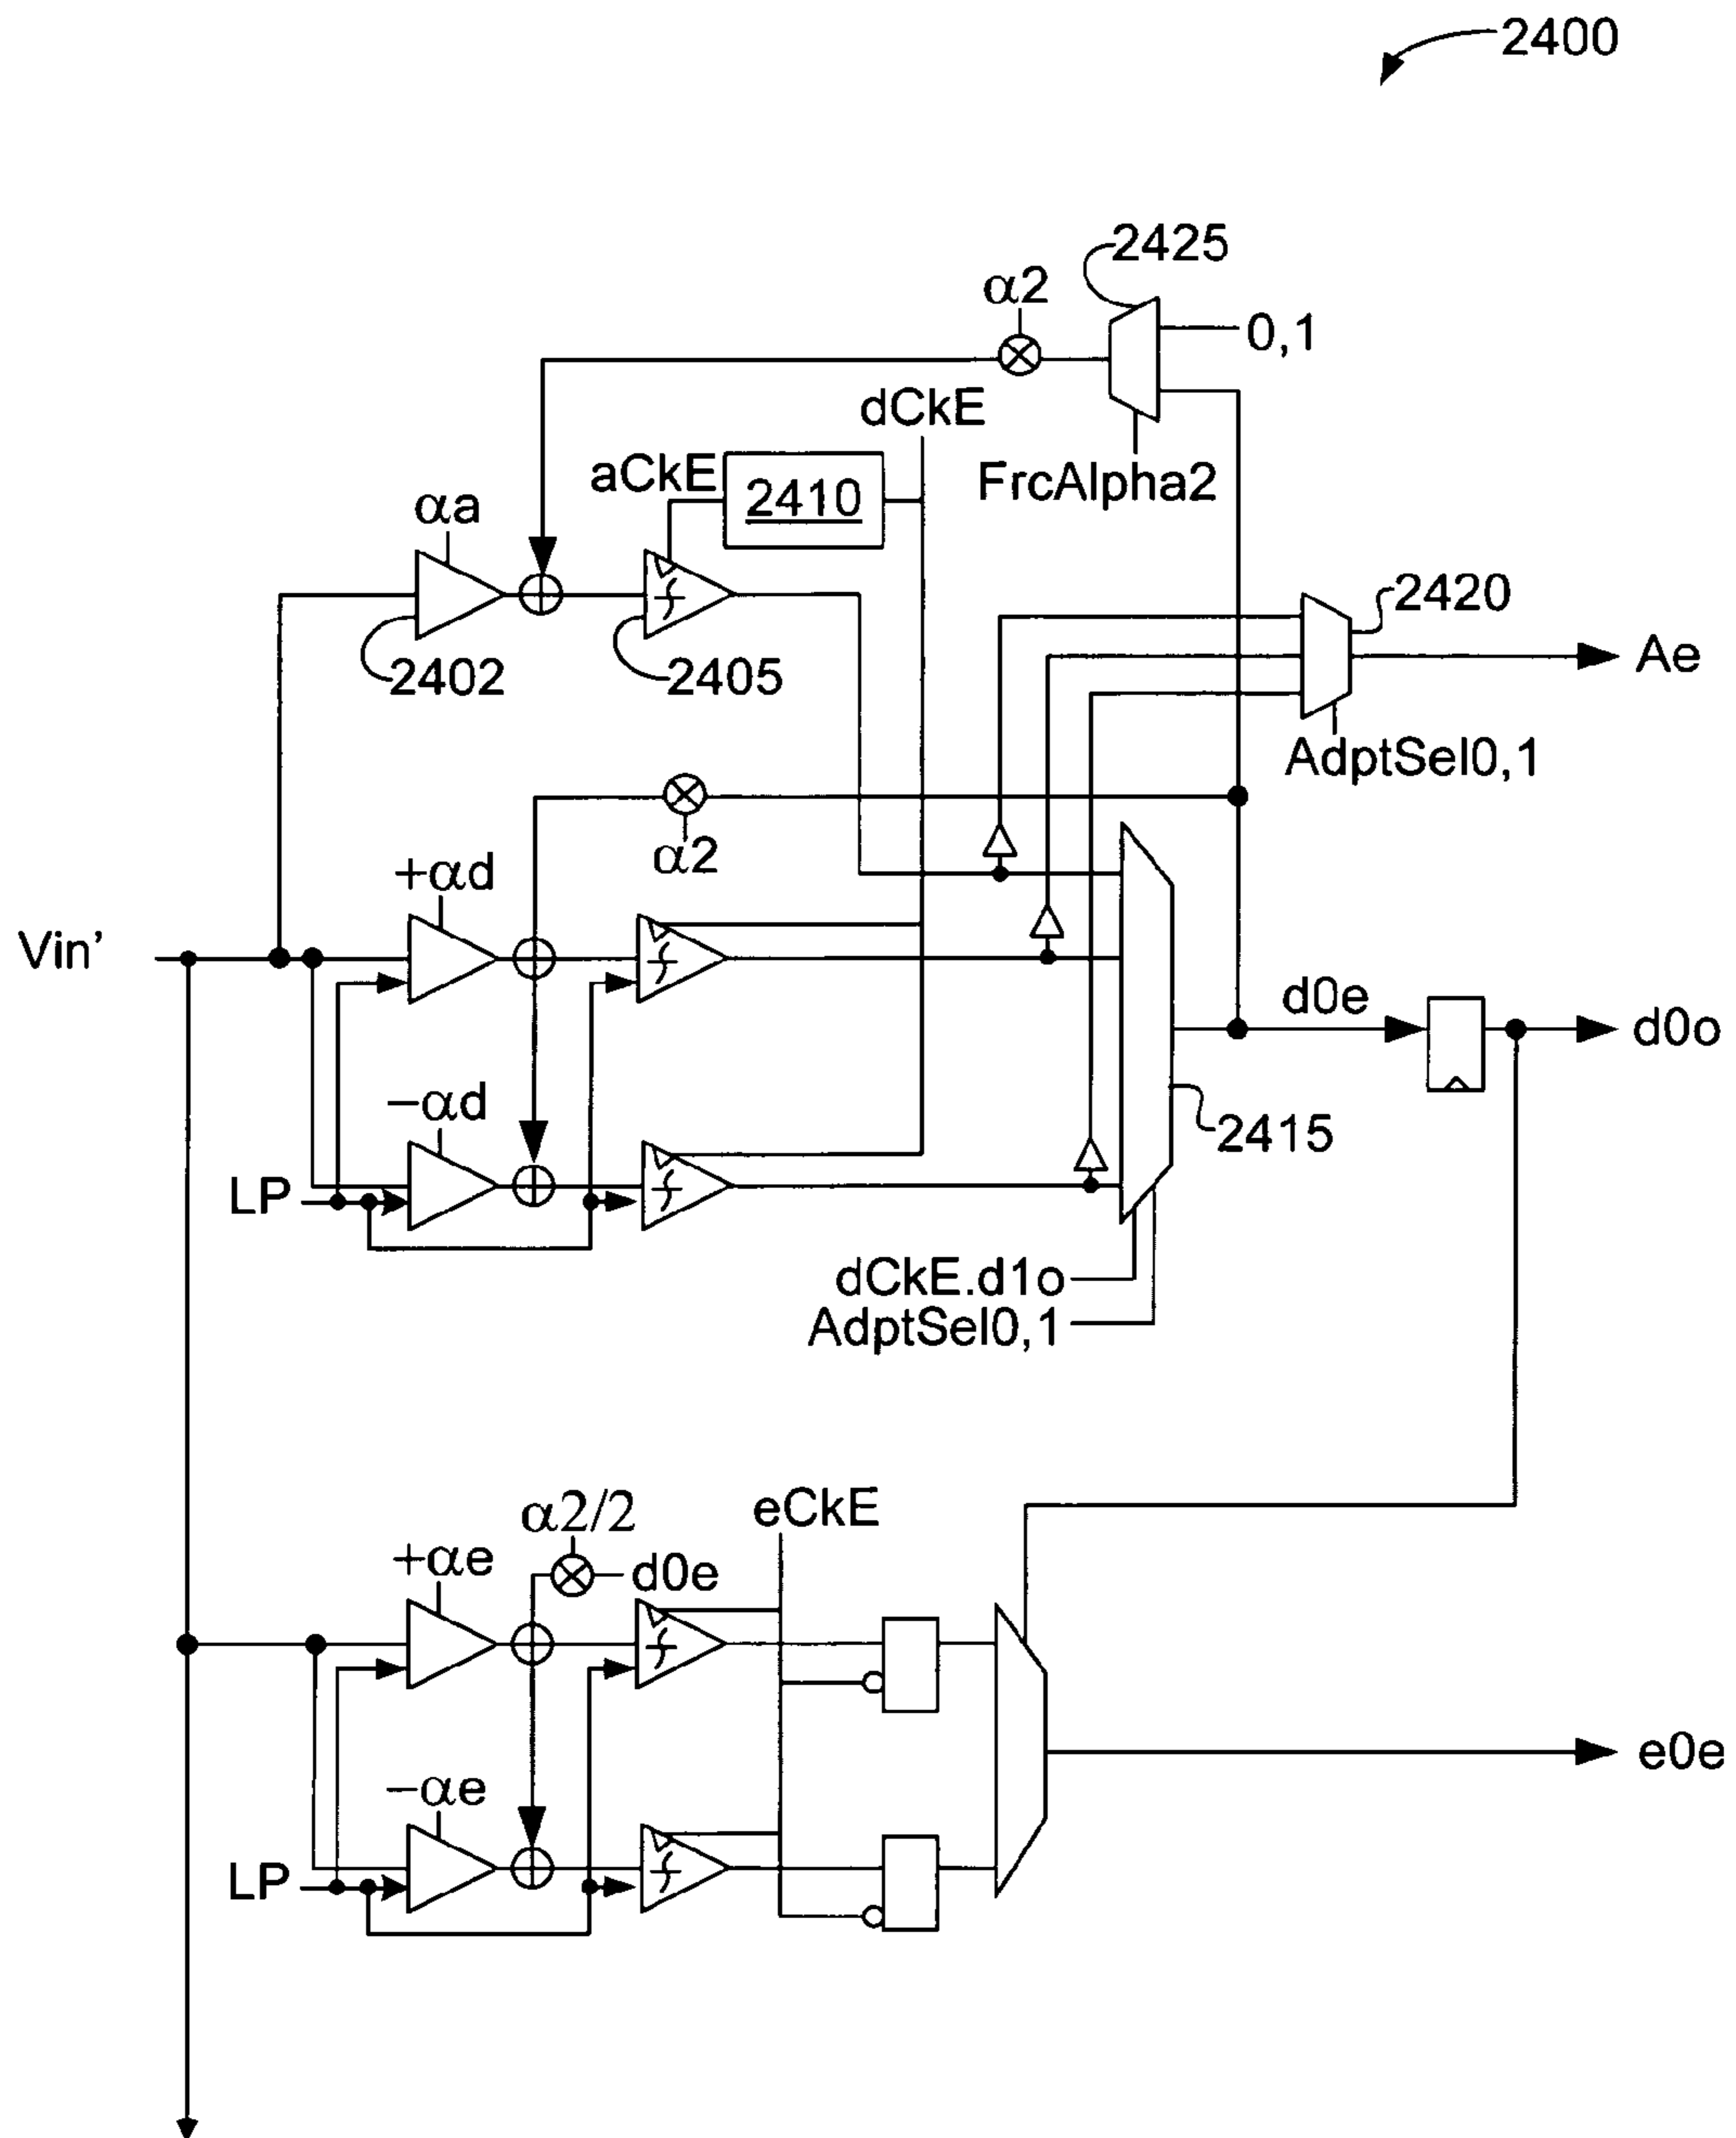 2400
2425
α2
0,1
dCkE
FrcAlpha2
aCkE
2410
αa
2420
2402
2405
Ae
AdptSel0,1
α2
+αd
Vin’
d0e
d0o
−αd
2415
LP
dCkE.d1o
AdptSel0,1
α2/2
eCkE
+αe
d0e
e0e
−αe
LP